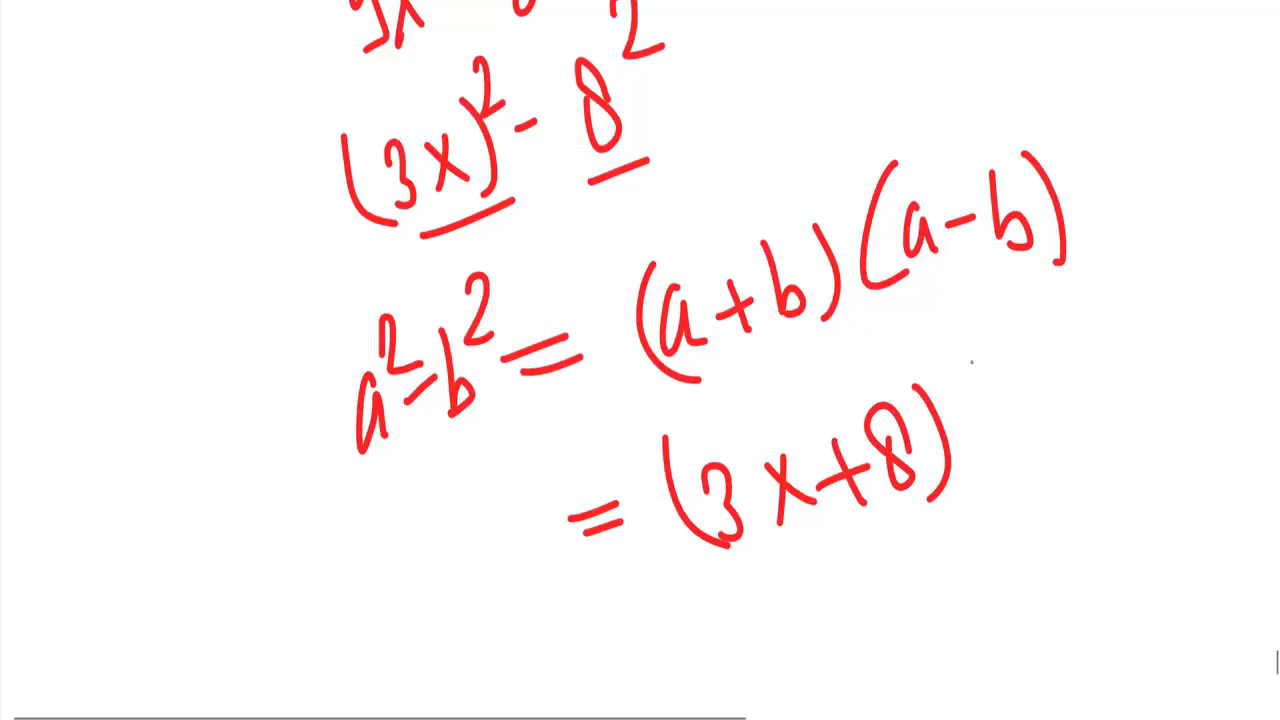 (3x)² - 8²
a² - b² = (a + b)(a - b)
= (3x + 8)